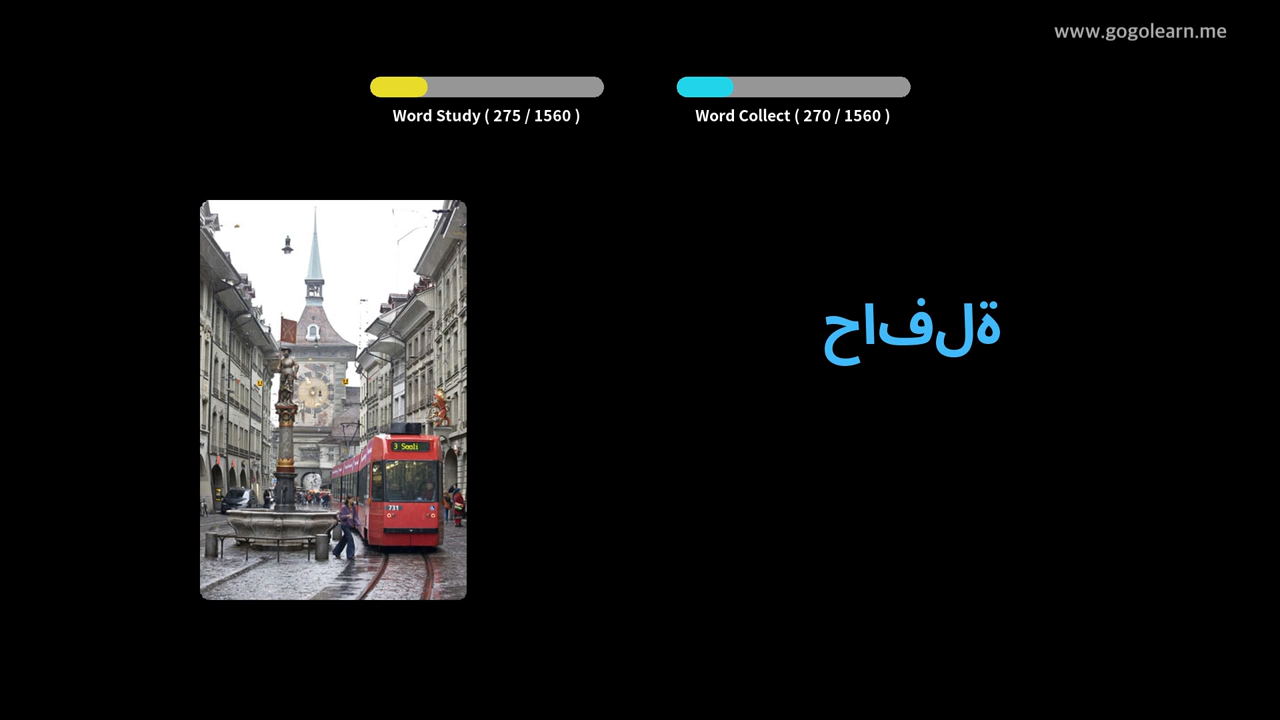 www.gogolearn.me
Word Study ( 275 / 1560 )
Word Collect ( 270 / 1560 )
حافلة
3 Saali
731